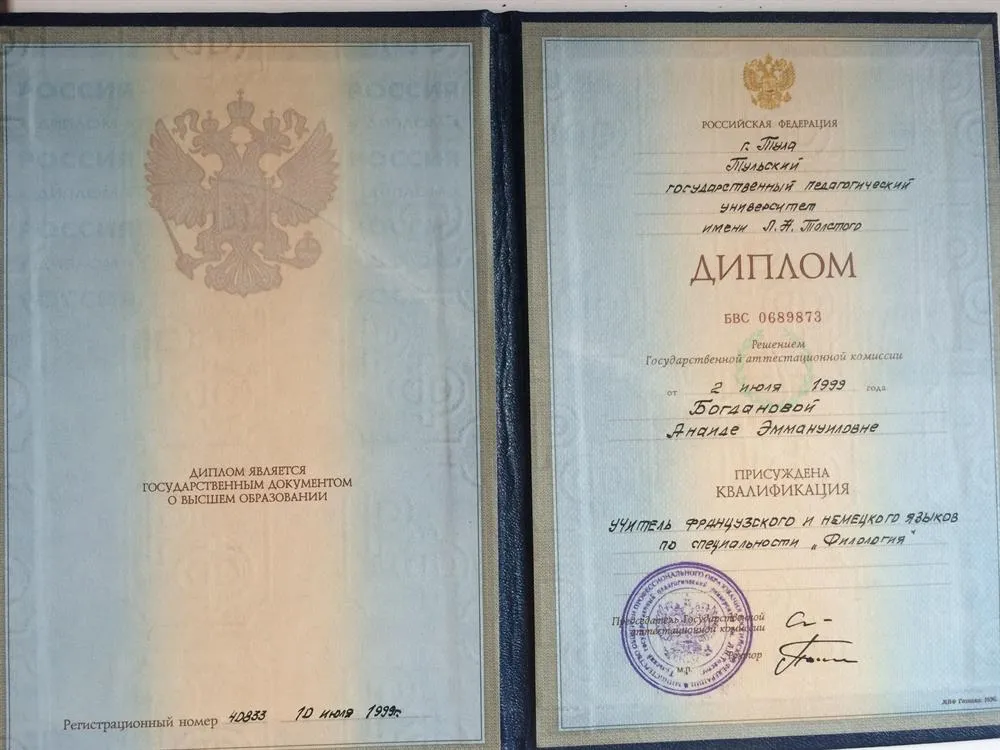 ДИПЛОМ ЯВЛЯЕТСЯ
ГОСУДАРСТВЕННЫМ ДОКУМЕНТОМ
О ВЫСШЕМ ОБРАЗОВАНИИ
Регистрационный номер 40833 10 июля 1999г.
РОССИЙСКАЯ ФЕДЕРАЦИЯ
г. Тула
Тульский
государственный педагогический
университет
имени Л.Н. Толстого
ДИПЛОМ
БВС 0689873
Решением
Государственной аттестационной комиссии
от 2 июля 1999 года
Богдановой
Анаиде Эммануиловне
ПРИСУЖДЕНА
КВАЛИФИКАЦИЯ
УЧИТЕЛЬ ФРАНЦУЗСКОГО И НЕМЕЦКОГО ЯЗЫКОВ
по специальности „Филология"
Председатель Государственной
аттестационной комиссии
Ректор
М.П.